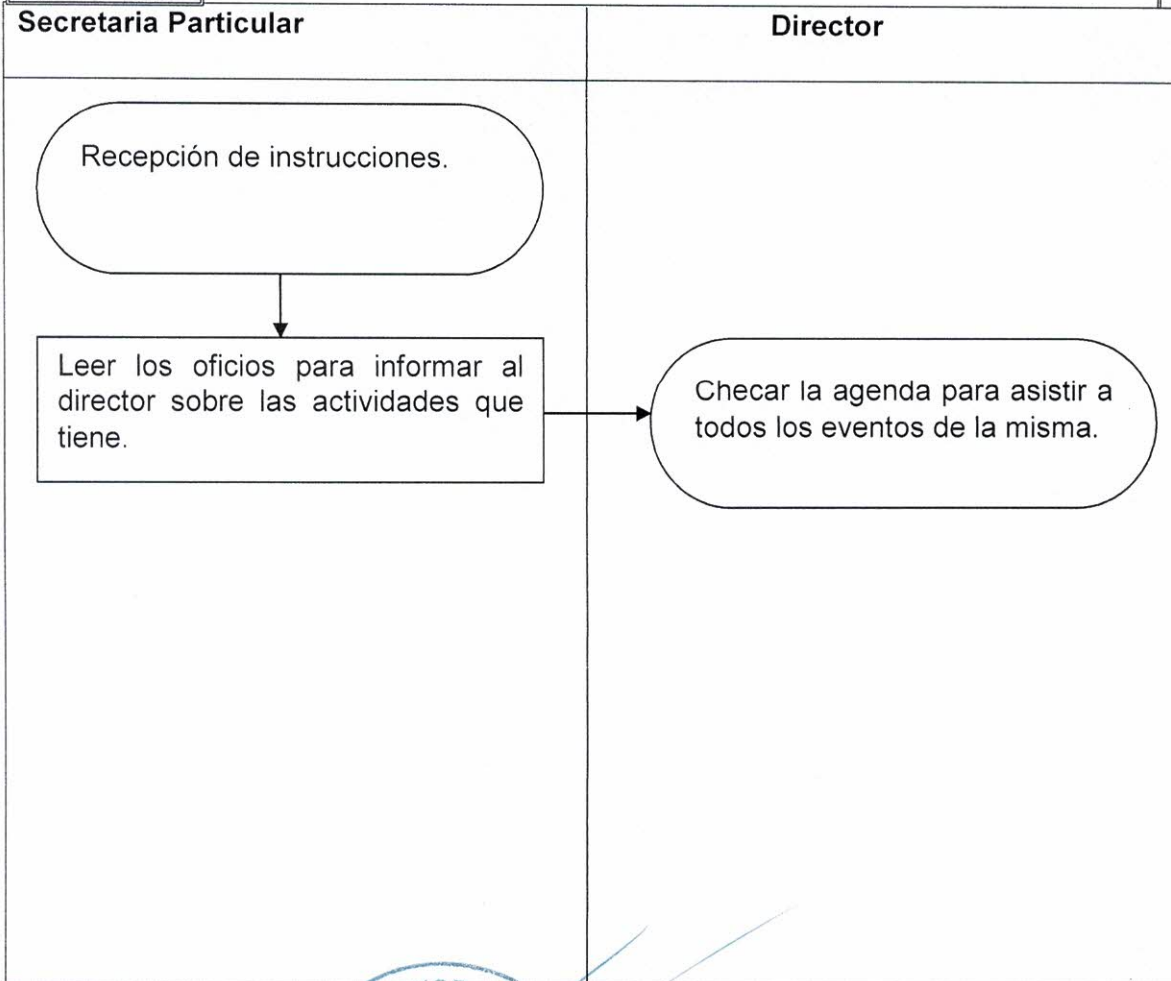 Secretaria Particular
Director
Recepción de instrucciones.
Leer los oficios para informar al
director sobre las actividades que
tiene.
Checar la agenda para asistir a
todos los eventos de la misma.